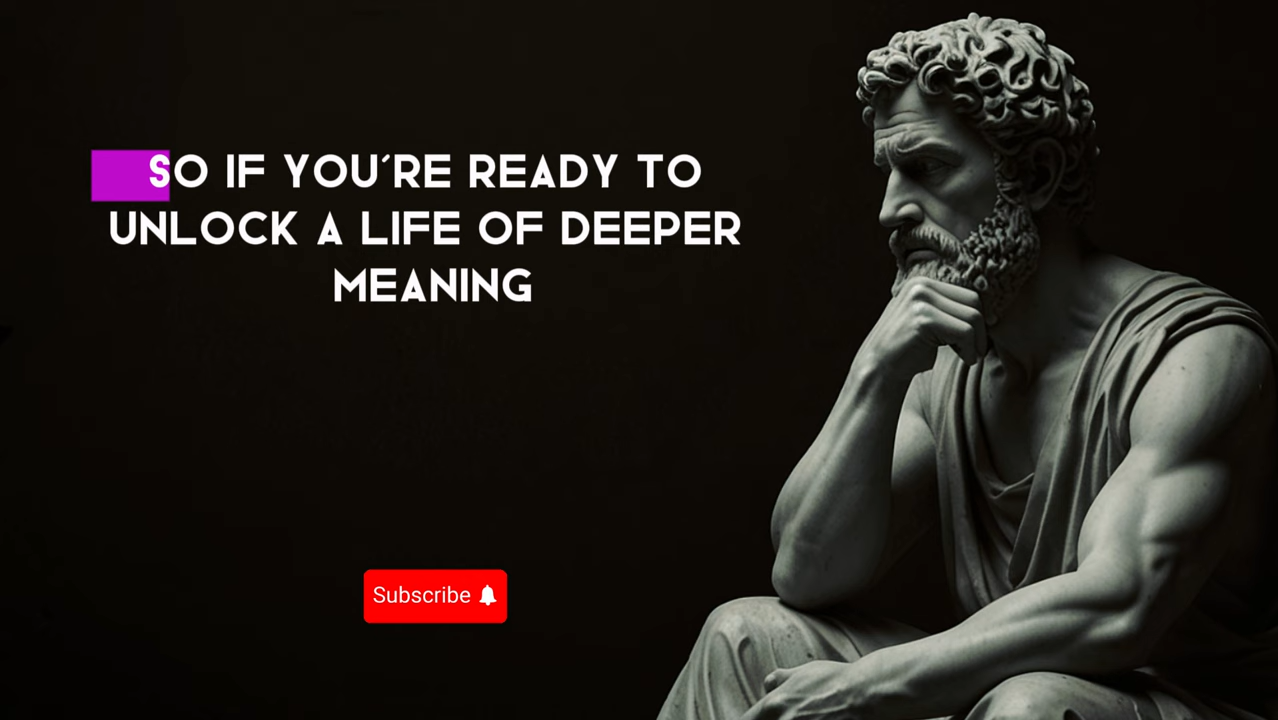 SO IF YOU'RE READY TO
UNLOCK A LIFE OF DEEPER
MEANING
Subscribe